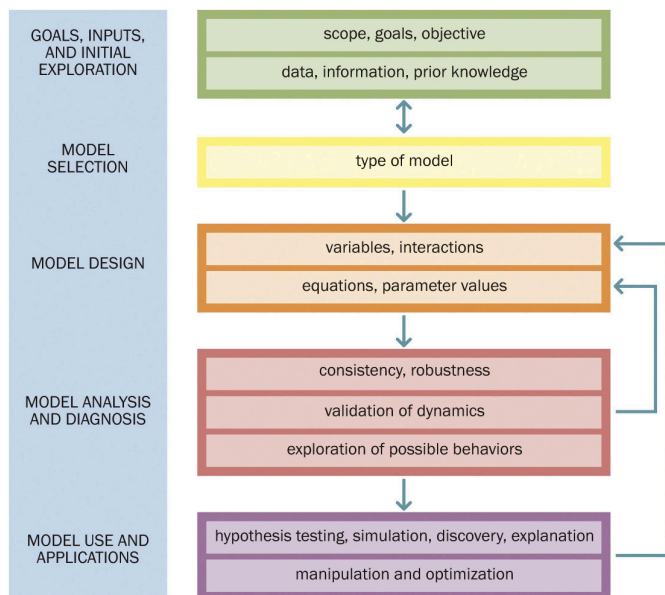 GOALS, INPUTS,
AND INITIAL
EXPLORATION
scope, goals, objective
data, information, prior knowledge
MODEL
SELECTION
type of model
MODEL DESIGN
variables, interactions
equations, parameter values
MODEL ANALYSIS
AND DIAGNOSIS
consistency, robustness
validation of dynamics
exploration of possible behaviors
MODEL USE AND
APPLICATIONS
hypothesis testing, simulation, discovery, explanation
manipulation and optimization